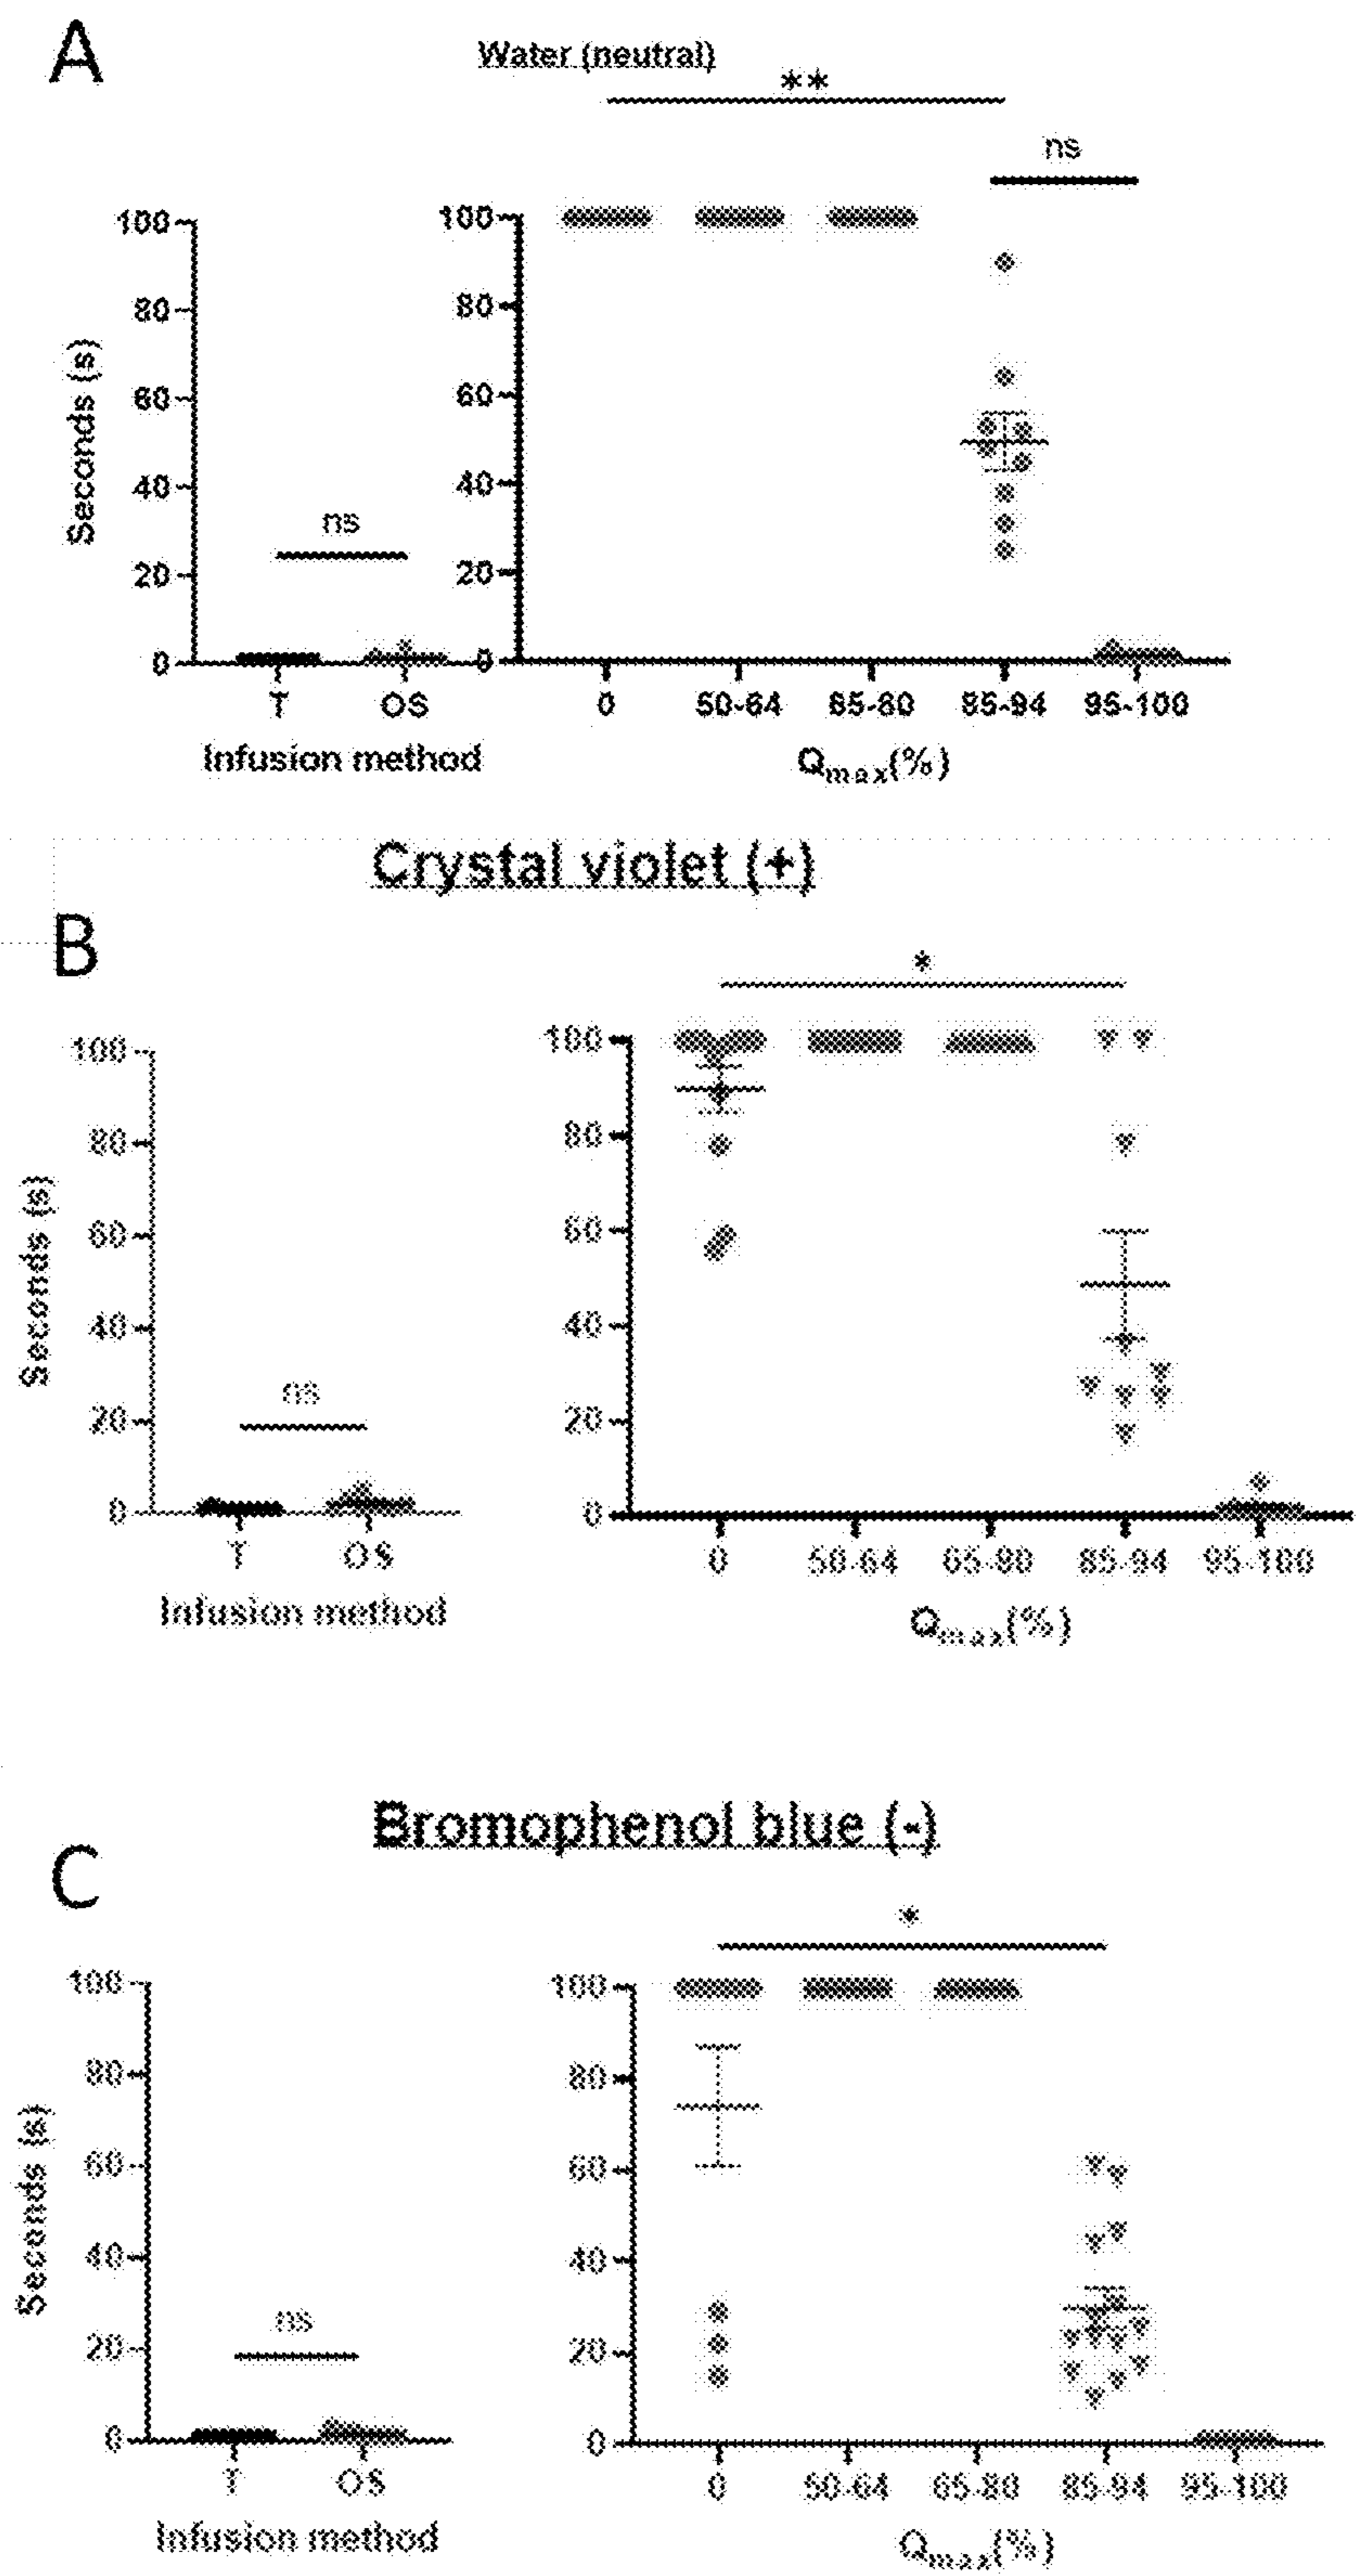 A
Water (neutral)
**
ns
100
80
60
40
20
0
Seconds (s)
ns
T
OS
Infusion method
100
80
60
40
20
0
0
50-64
85-80
85-94
95-100
Qmax(%)
Crystal violet (+)
B
*
100
80
60
40
20
0
Seconds (s)
ns
T
OS
Infusion method
100
80
60
40
20
0
0
50-64
65-80
85-94
95-100
Qmax(%)
Bromophenol blue (-)
C
*
100
80
60
40
20
0
Seconds (s)
ns
T
OS
Infusion method
100
80
60
40
20
0
0
50-64
65-80
85-94
95-100
Qmax(%)